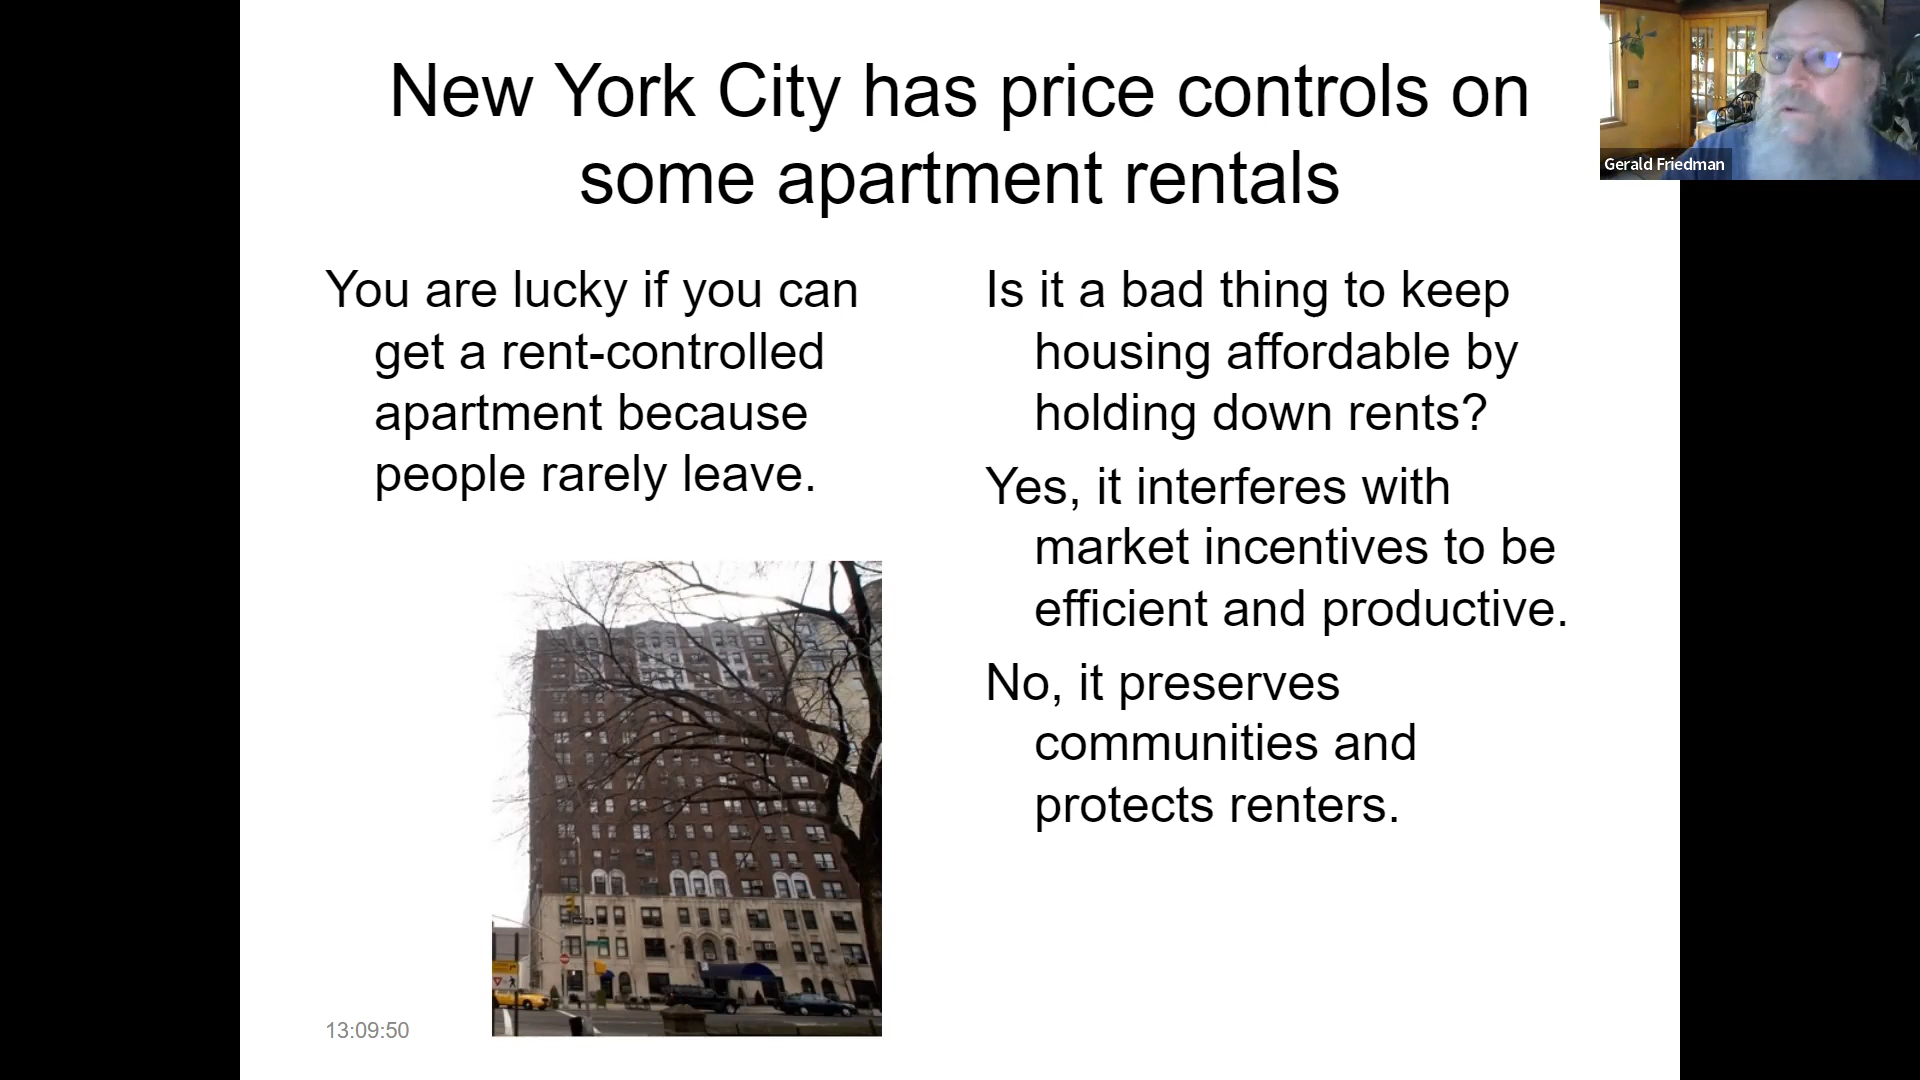 New York City has price controls on
some apartment rentals
You are lucky if you can
get a rent-controlled
apartment because
people rarely leave.
Is it a bad thing to keep
housing affordable by
holding down rents?
Yes, it interferes with
market incentives to be
efficient and productive.
No, it preserves
communities and
protects renters.
13:09:50
Gerald Friedman